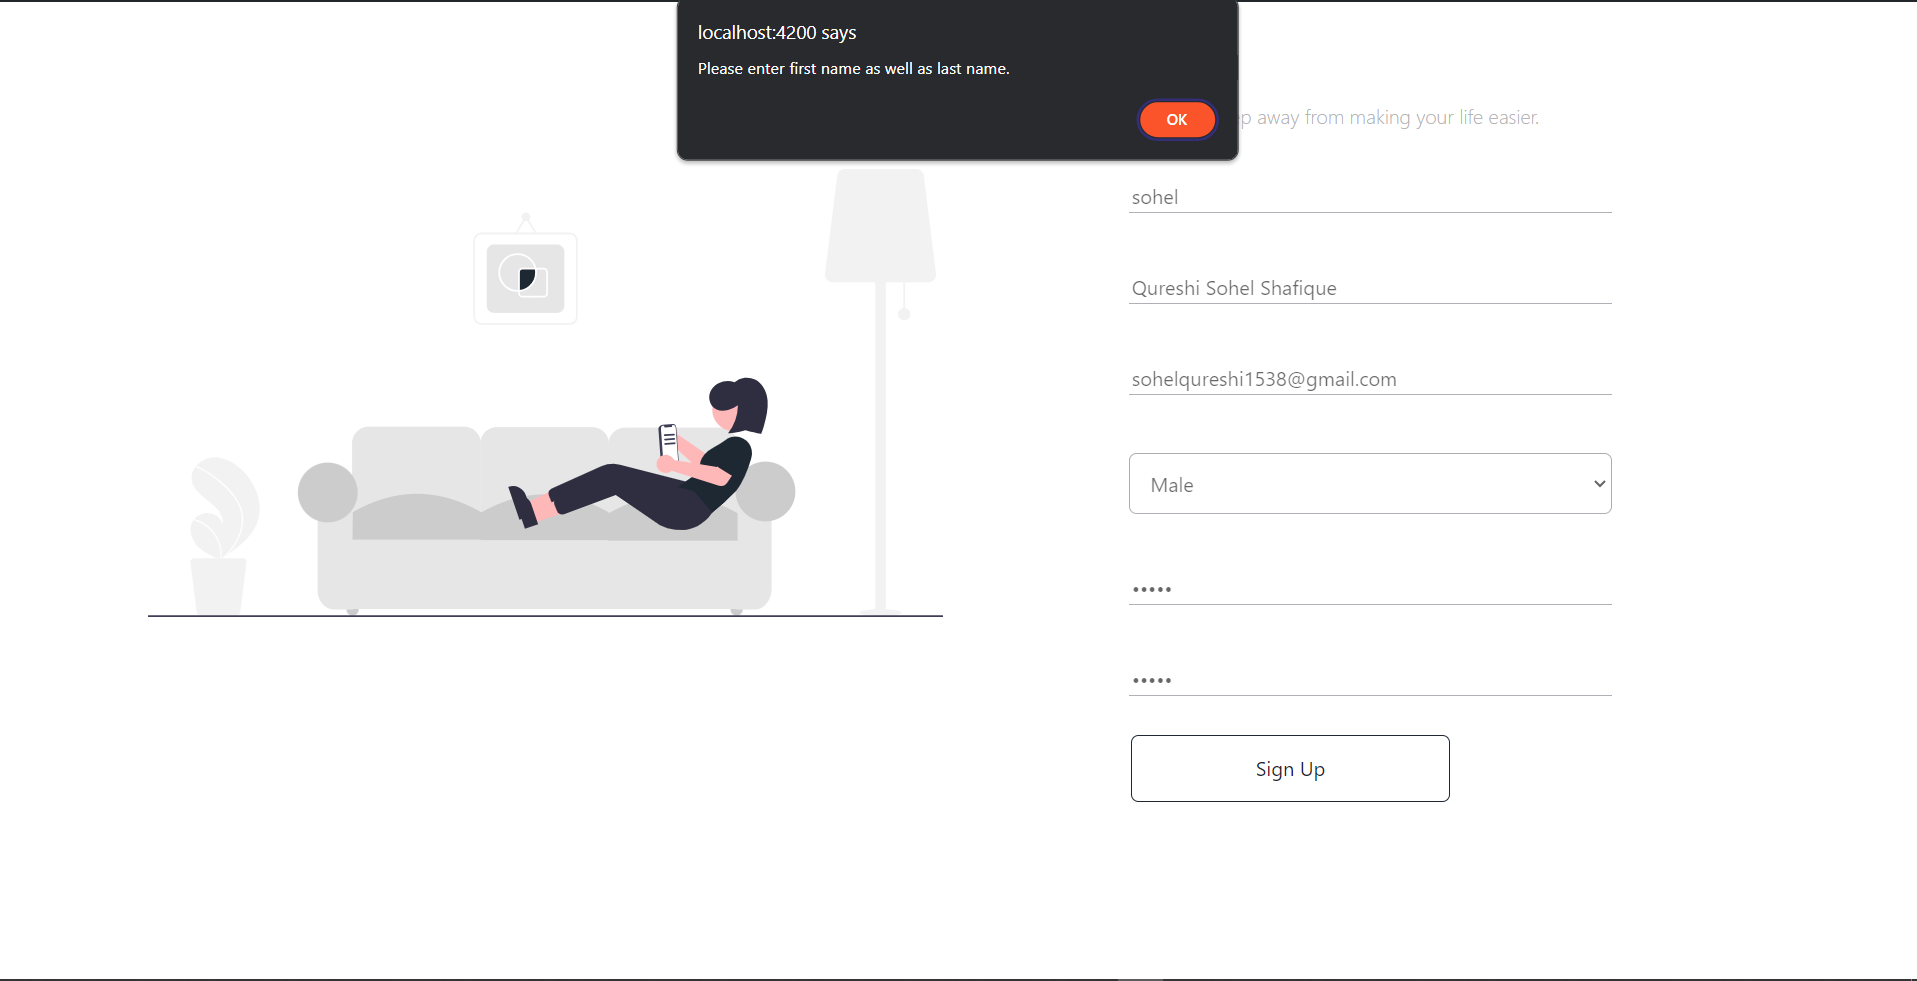 localhost:4200 says
Please enter first name as well as last name.
OK
away from making your life easier.
sohel
Qureshi Sohel Shafique
sohelqureshi1538@gmail.com
Male
•••••
•••••
Sign Up